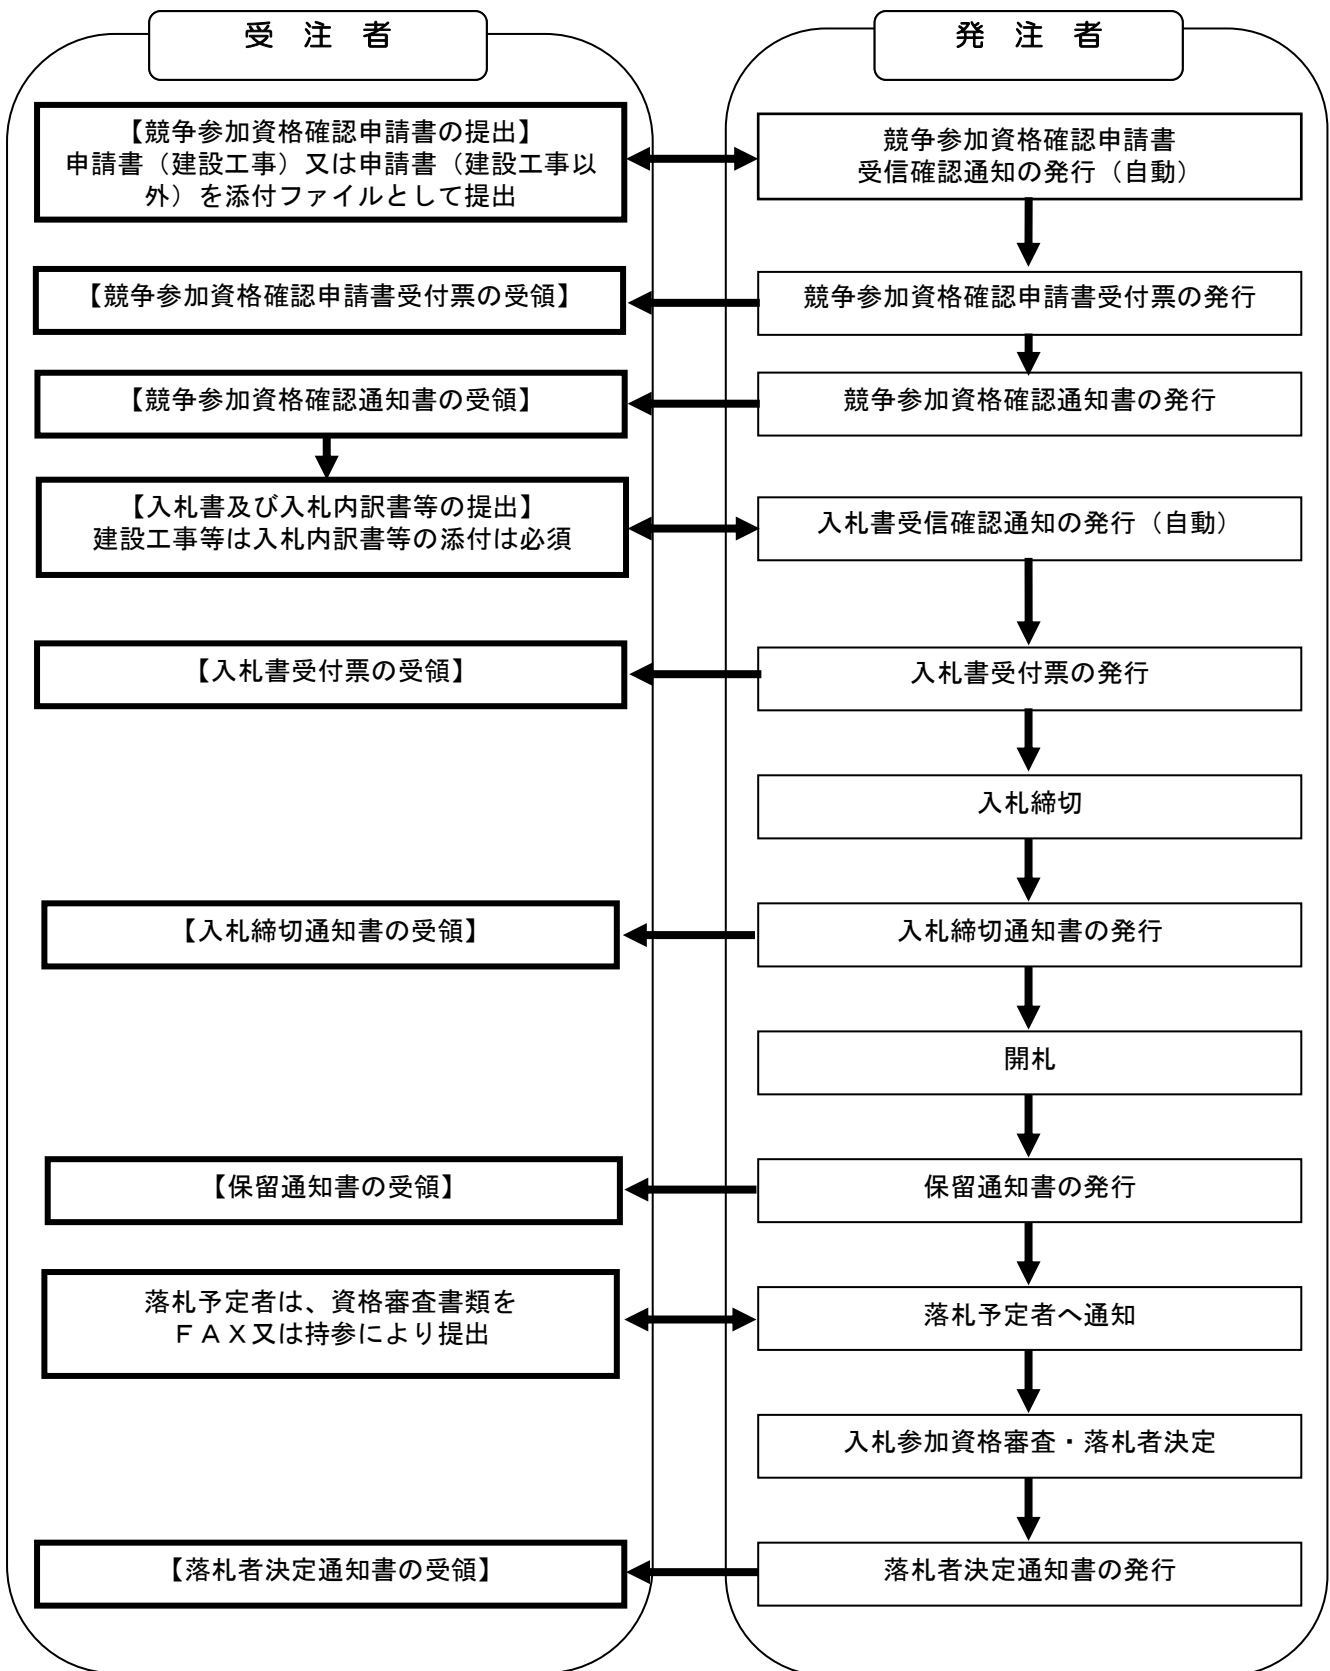 受 注 者
発 注 者
【競争参加資格確認申請書の提出】
申請書（建設工事）又は申請書（建設工事以
外）を添付ファイルとして提出
競争参加資格確認申請書
受信確認通知の発行（自動）
【競争参加資格確認申請書受付票の受領】
競争参加資格確認申請書受付票の発行
【競争参加資格確認通知書の受領】
競争参加資格確認通知書の発行
【入札書及び入札内訳書等の提出】
建設工事等は入札内訳書等の添付は必須
入札書受信確認通知の発行（自動）
【入札書受付票の受領】
入札書受付票の発行
入札締切
【入札締切通知書の受領】
入札締切通知書の発行
開札
【保留通知書の受領】
保留通知書の発行
落札予定者は、資格審査書類を
ＦＡＸ又は持参により提出
落札予定者へ通知
入札参加資格審査・落札者決定
【落札者決定通知書の受領】
落札者決定通知書の発行